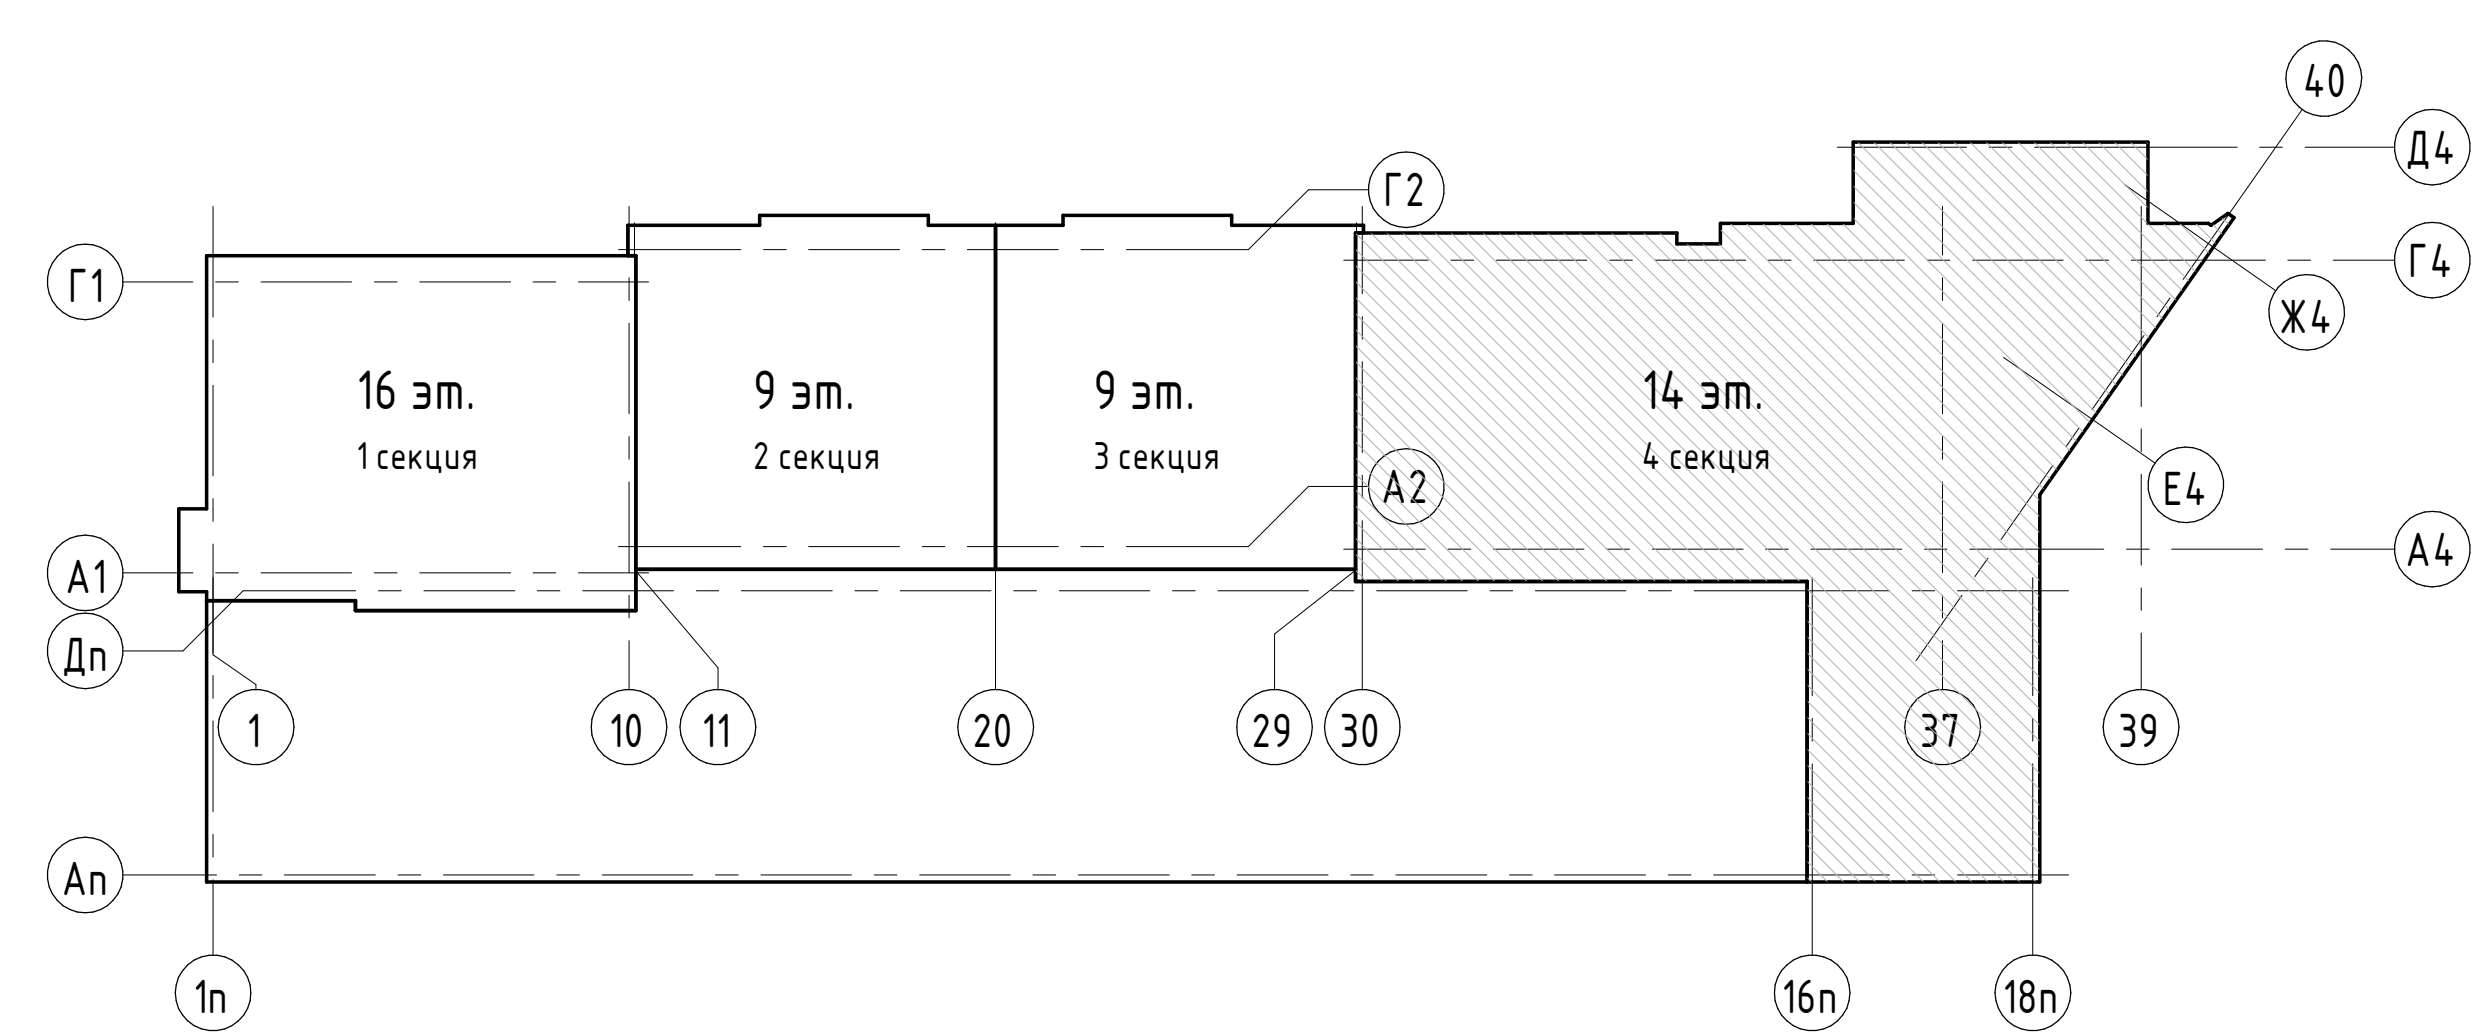 40
Д4
Г2
Г4
Г1
Ж4
16 эт.
9 эт.
9 эт.
14 эт.
1 секция
2 секция
3 секция
4 секция
А2
Е4
А4
А1
Дп
1
10
11
20
29
30
37
39
Ап
1п
16п
18п